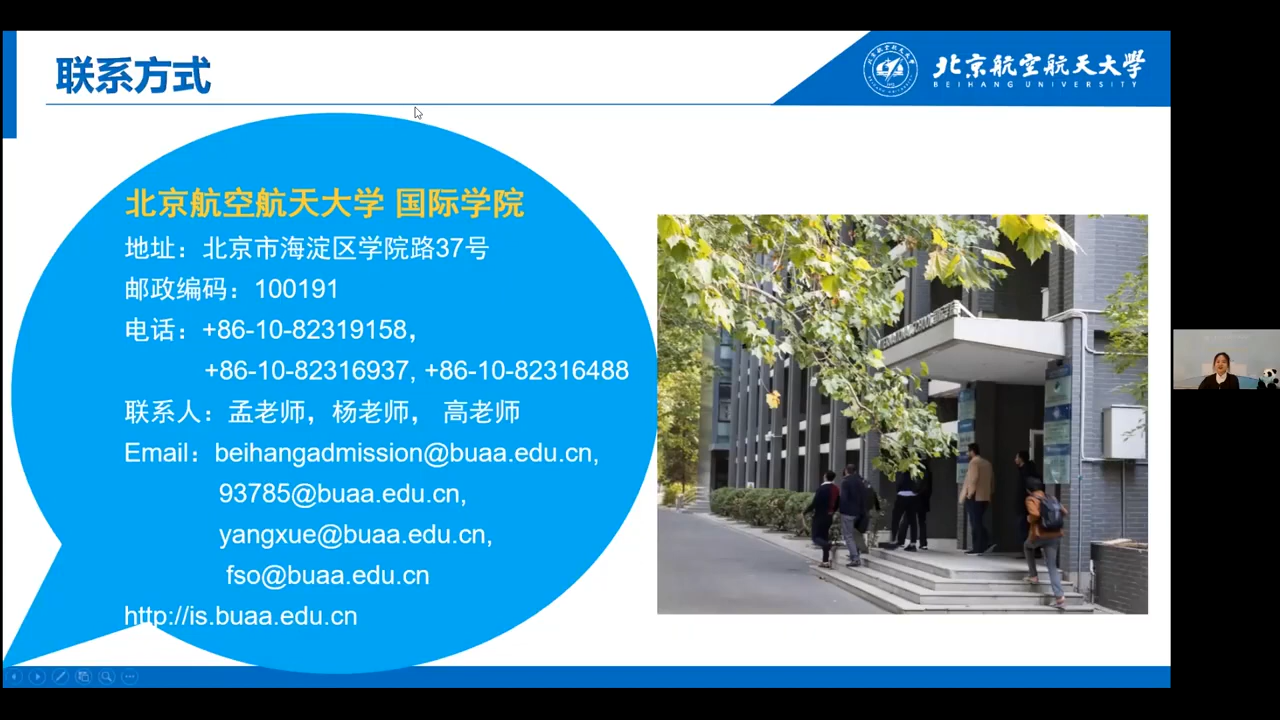 联系方式
北京航空航天大学
BEIHANG UNIVERSITY
北京航空航天大学 国际学院
地址：北京市海淀区学院路37号
邮政编码：100191
电话：+86-10-82319158，
+86-10-82316937, +86-10-82316488
联系人：孟老师，杨老师， 高老师
Email：beihangadmission@buaa.edu.cn,
93785@buaa.edu.cn,
yangxue@buaa.edu.cn,
fso@buaa.edu.cn
http://is.buaa.edu.cn